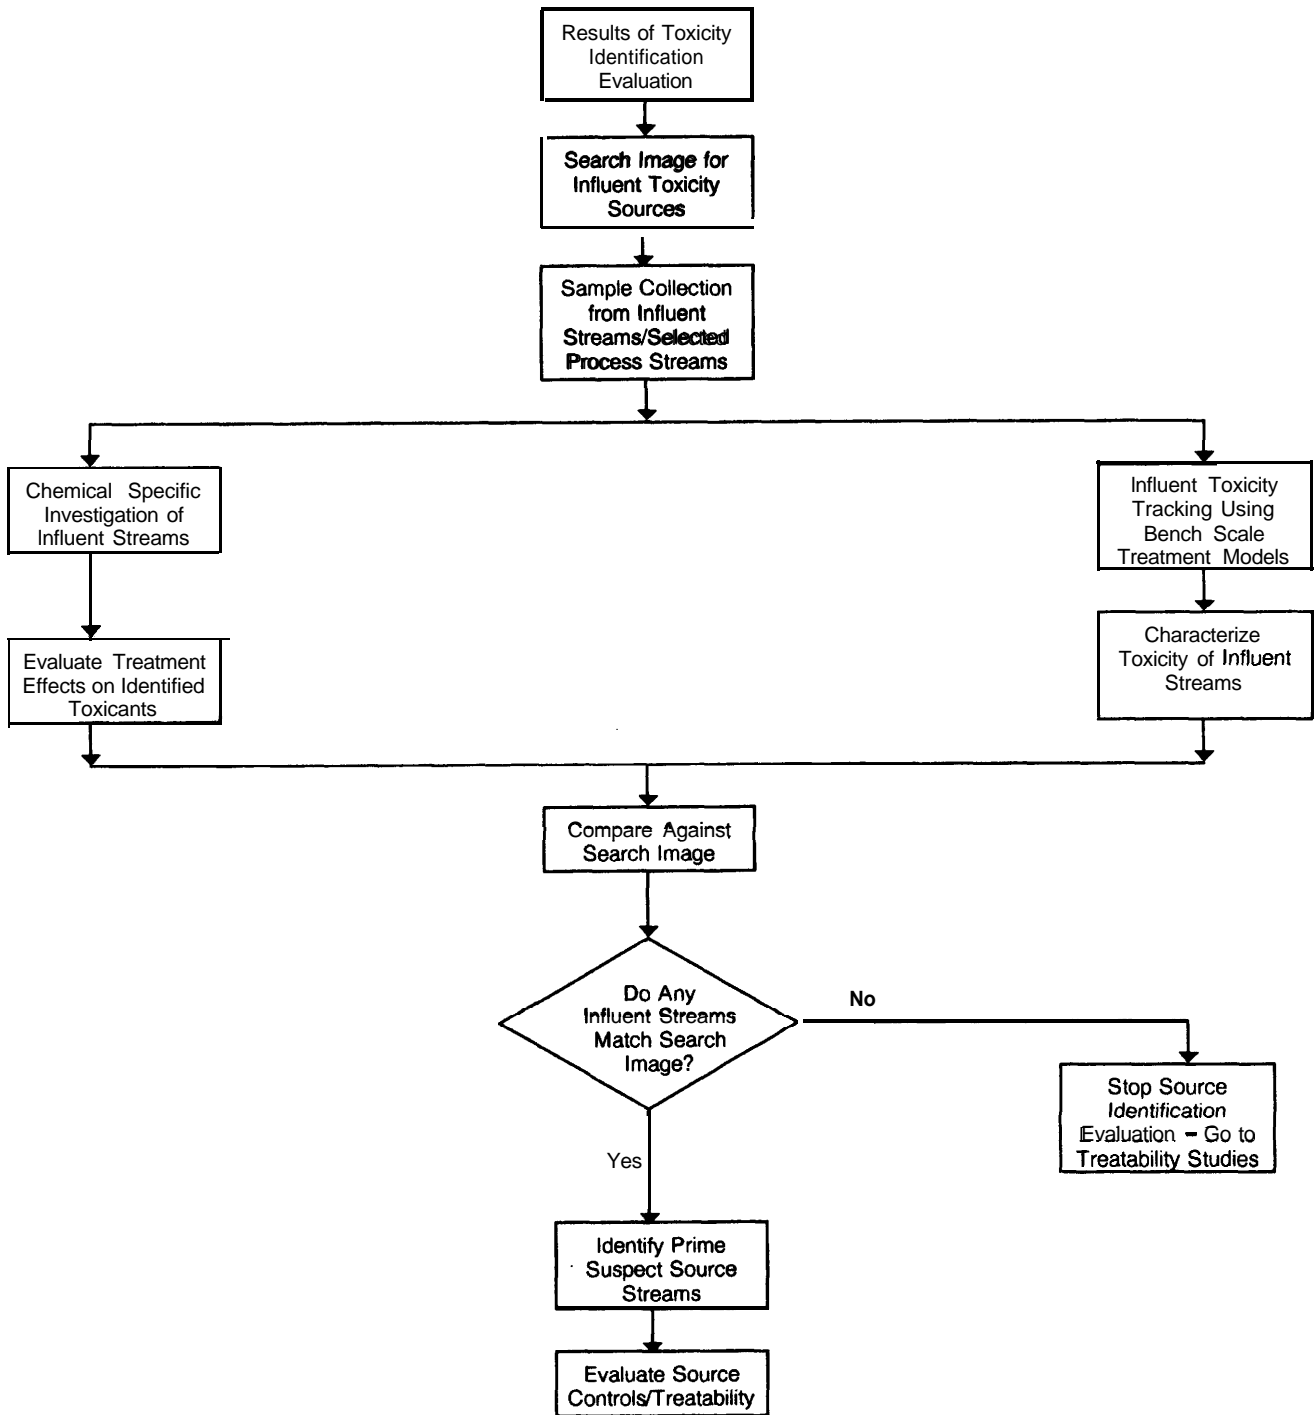 Results of Toxicity
Identification
Evaluation
Search Image for
Influent Toxicity
Sources
Sample Collection
from Influent
Streams/Selected
Process Streams
Chemical Specific
Investigation of
Influent Streams
Influent Toxicity
Tracking Using
Bench Scale
Treatment Models
Evaluate Treatment
Effects on Identified
Toxicants
Characterize
Toxicity of Influent
Streams
Compare Against
Search Image
Do Any
Influent Streams
Match Search
Image?
No
Stop Source
Identification
Evaluation – Go to
Treatability Studies
Yes
Identify Prime
Suspect Source
Streams
Evaluate Source
Controls/Treatability